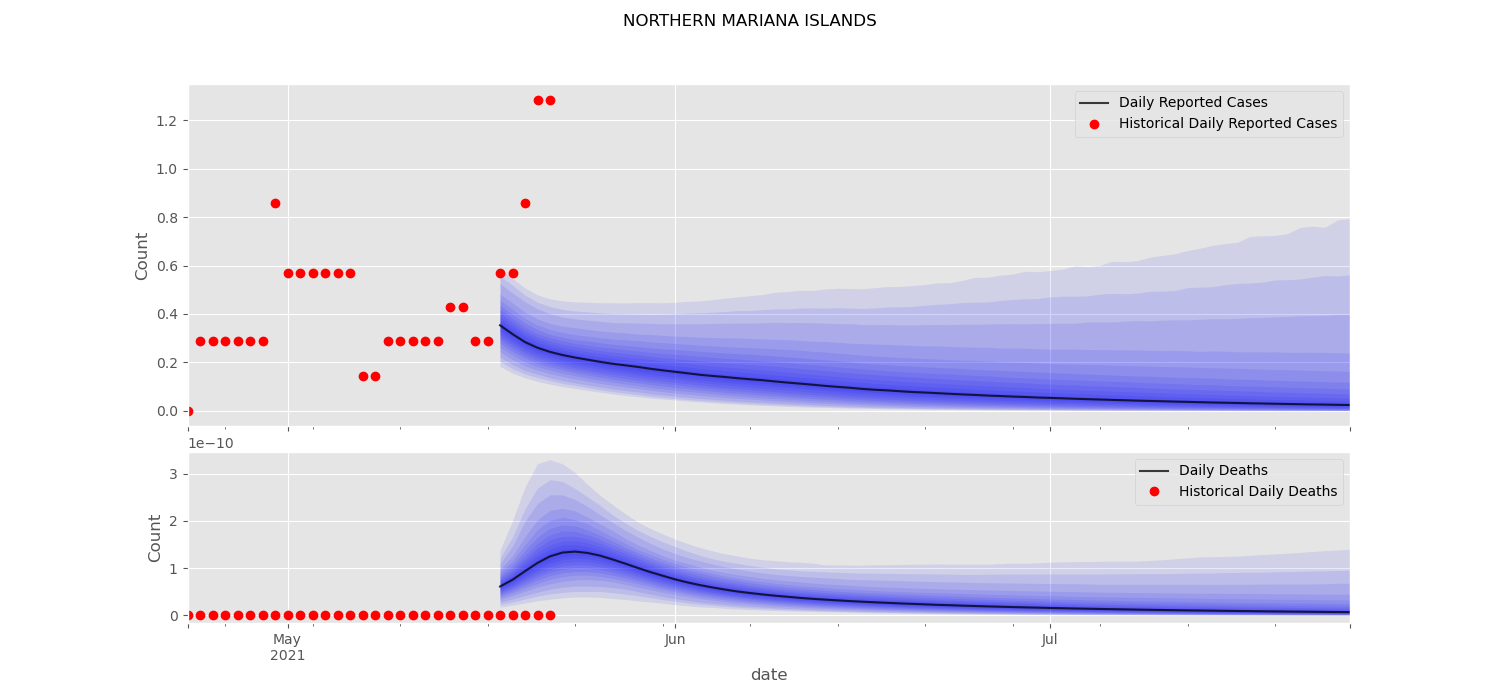 NORTHERN MARIANA ISLANDS
Daily Reported Cases
Historical Daily Reported Cases
1.2
1.0
0.8
0.6
0.4
0.2
0.0
Count
1e−10
Daily Deaths
Historical Daily Deaths
3
2
1
0
Count
May
2021
Jun
Jul
date